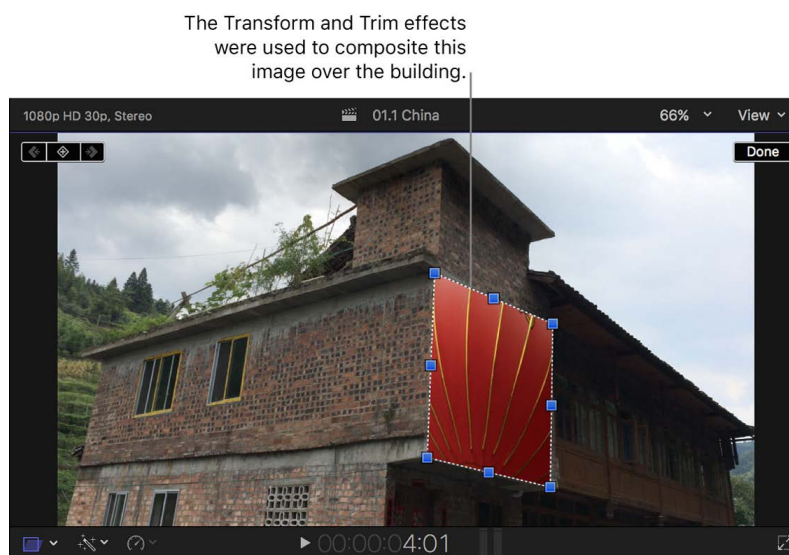 The Transform and Trim effects
were used to composite this
image over the building.
1080p HD 30p, Stereo 01.1 China 66% View
Done
00:00:04:01